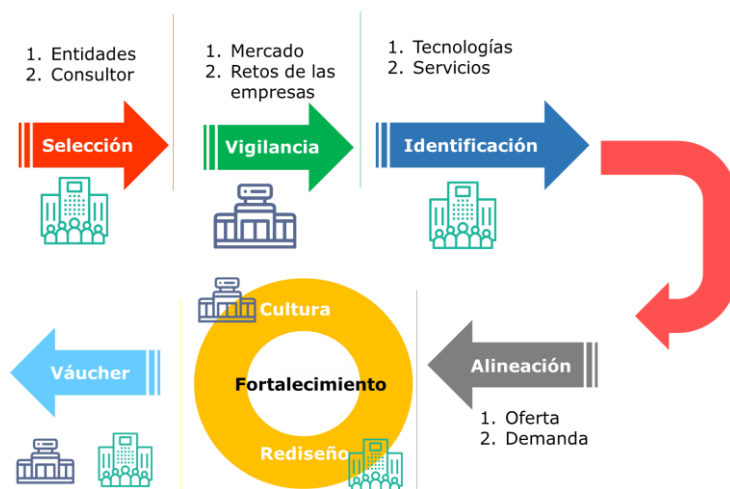 1. Entidades
2. Consultor
1. Mercado
2. Retos de las
empresas
1. Tecnologías
2. Servicios
Selección
Vigilancia
Identificación
Váucher
Cultura
Fortalecimiento
Rediseño
Alineación
1. Oferta
2. Demanda